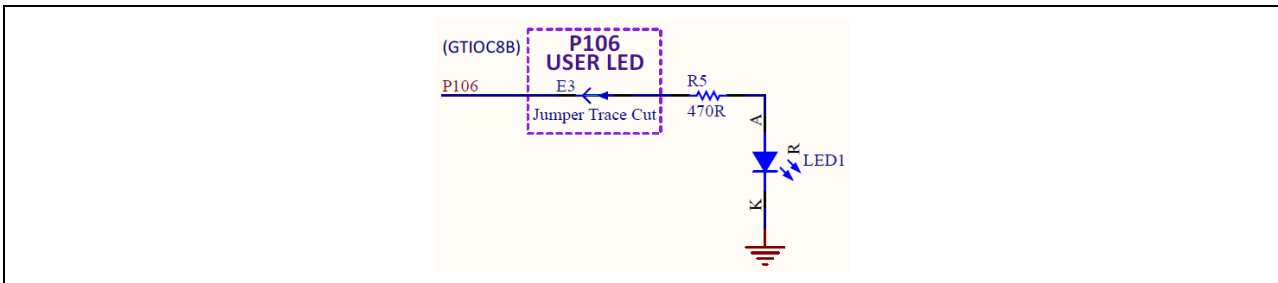 (GTIOC8B)
P106
USER LED
P106
E3
Jumper Trace Cut
R5
470R
A
R
LED1
K